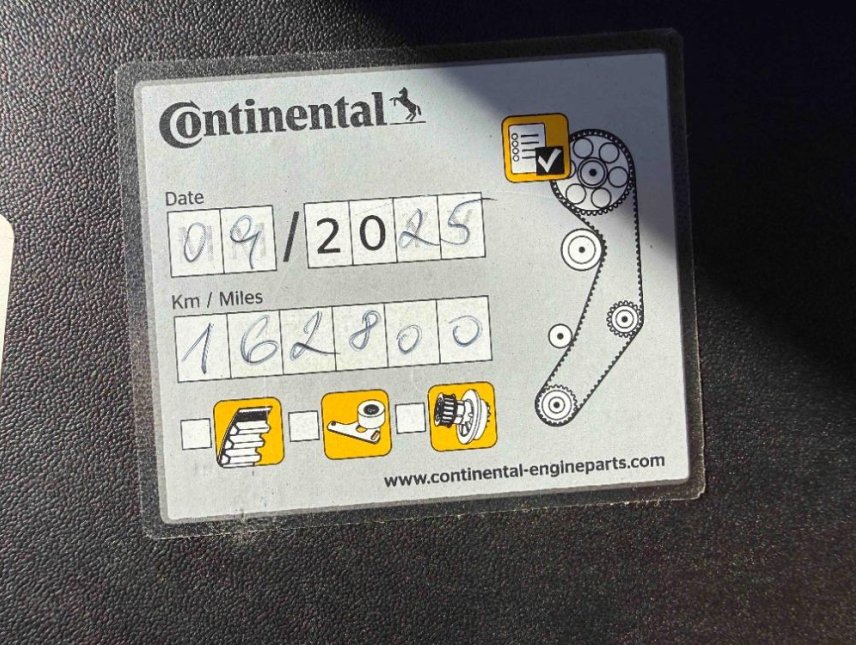 Continental
Date
09/2025
Km / Miles
162800
www.continental-engineparts.com